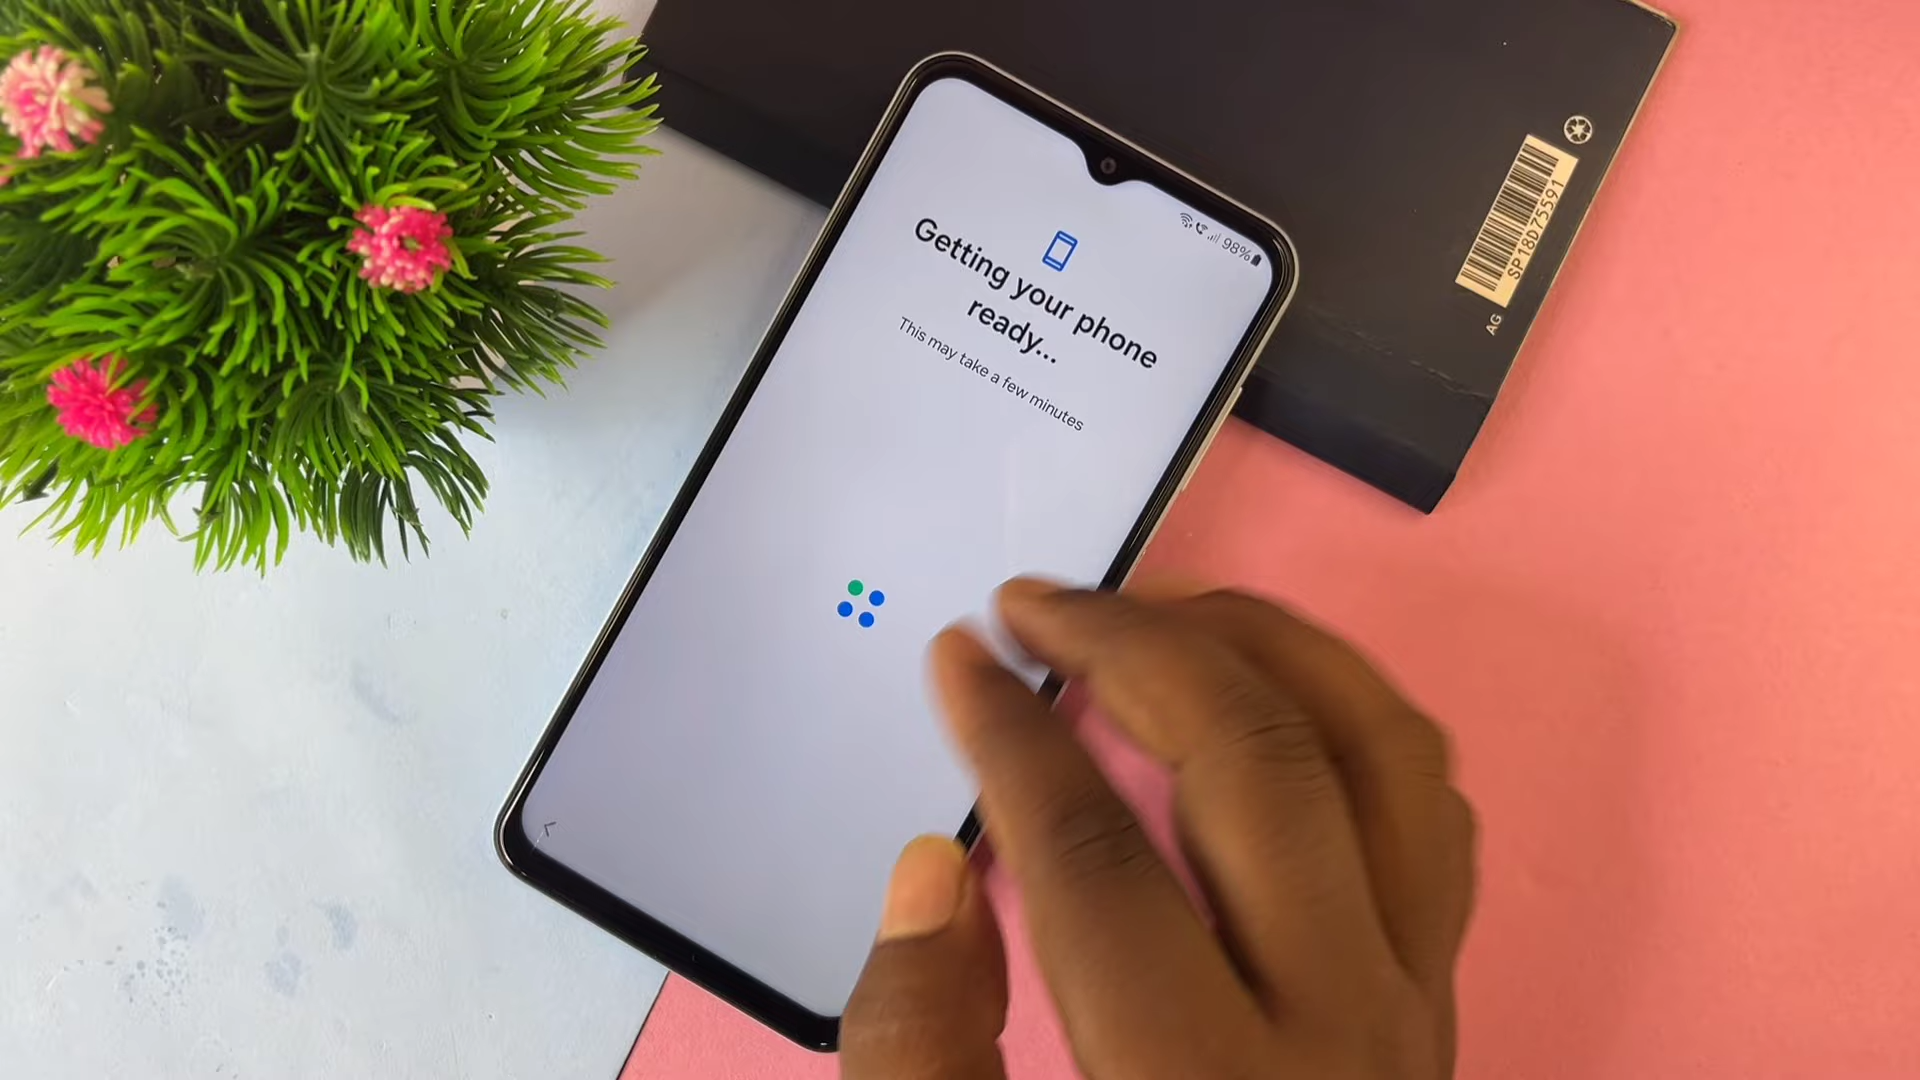 98%
Getting your phone
ready...
This may take a few minutes
SP18D75591
AG